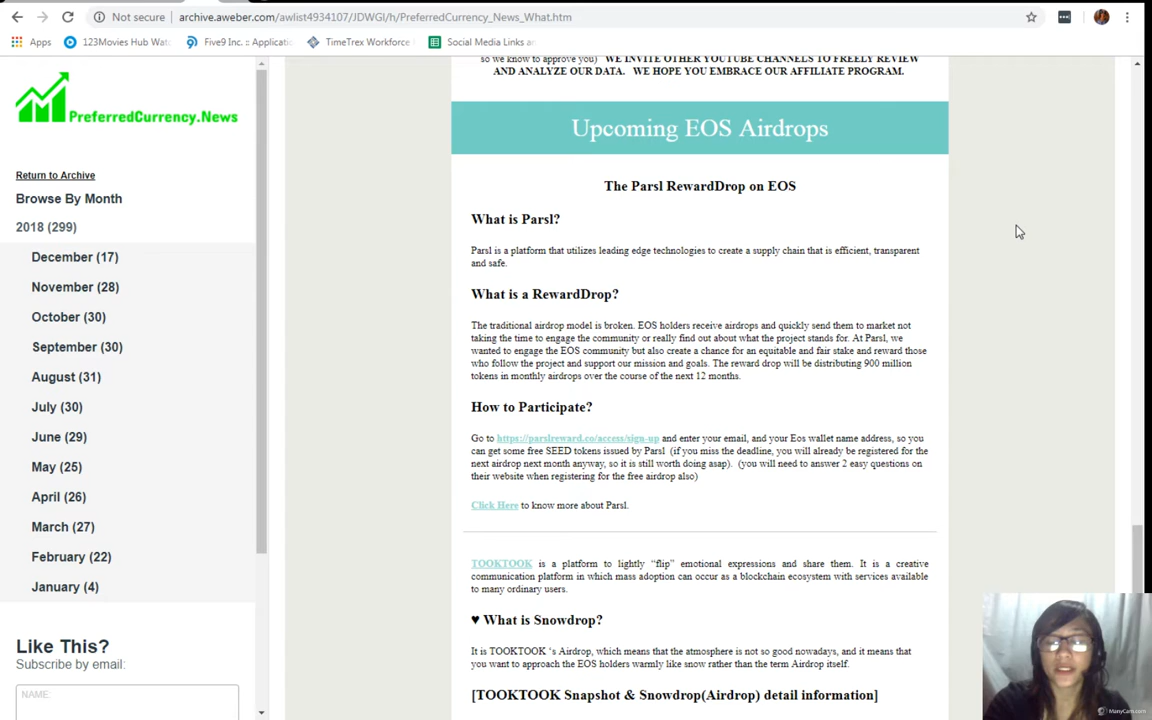 Not secure
archive.aweber.com/awlist4934107/JDWGI/h/PreferredCurrency_News_What.htm
Apps
123Movies Hub Watc
Five9 Inc. :: Applicati
TimeTrex Workforce
Social Media Links an
PreferredCurrency.News
Return to Archive
Browse By Month
2018 (299)
December (17)
November (28)
October (30)
September (30)
August (31)
July (30)
June (29)
May (25)
April (26)
March (27)
February (22)
January (4)
Like This?
Subscribe by email:
NAME:
so we know to approve you) WE INVITE OTHER YOUTUBE CHANNELS TO FREELY REVIEW
AND ANALYZE OUR DATA. WE HOPE YOU EMBRACE OUR AFFILIATE PROGRAM.
Upcoming EOS Airdrops
The Parsl RewardDrop on EOS
What is Parsl?
Parsl is a platform that utilizes leading edge technologies to create a supply chain that is efficient, transparent
and safe.
What is a RewardDrop?
The traditional airdrop model is broken. EOS holders receive airdrops and quickly send them to market not
taking the time to engage the community or really find out about what the project stands for. At Parsl, we
wanted to engage the EOS community but also create a chance for an equitable and fair stake and reward those
who follow the project and support our mission and goals. The reward drop will be distributing 900 million
tokens in monthly airdrops over the course of the next 12 months.
How to Participate?
Go to https://parslreward.co/access/sign-up and enter your email, and your Eos wallet name address, so you
can get some free SEED tokens issued by Parsl (if you miss the deadline, you will already be registered for the
next airdrop next month anyway, so it is still worth doing asap). (you will need to answer 2 easy questions on
their website when registering for the free airdrop also)
Click Here to know more about Parsl.
TOOKTOOK is a platform to lightly “flip” emotional expressions and share them. It is a creative
communication platform in which mass adoption can occur as a blockchain ecosystem with services available
to many ordinary users.
♥ What is Snowdrop?
It is TOOKTOOK ‘s Airdrop, which means that the atmosphere is not so good nowadays, and it means that
you want to approach the EOS holders warmly like snow rather than the term Airdrop itself.
[TOOKTOOK Snapshot & Snowdrop(Airdrop) detail information]
ManyCam.com